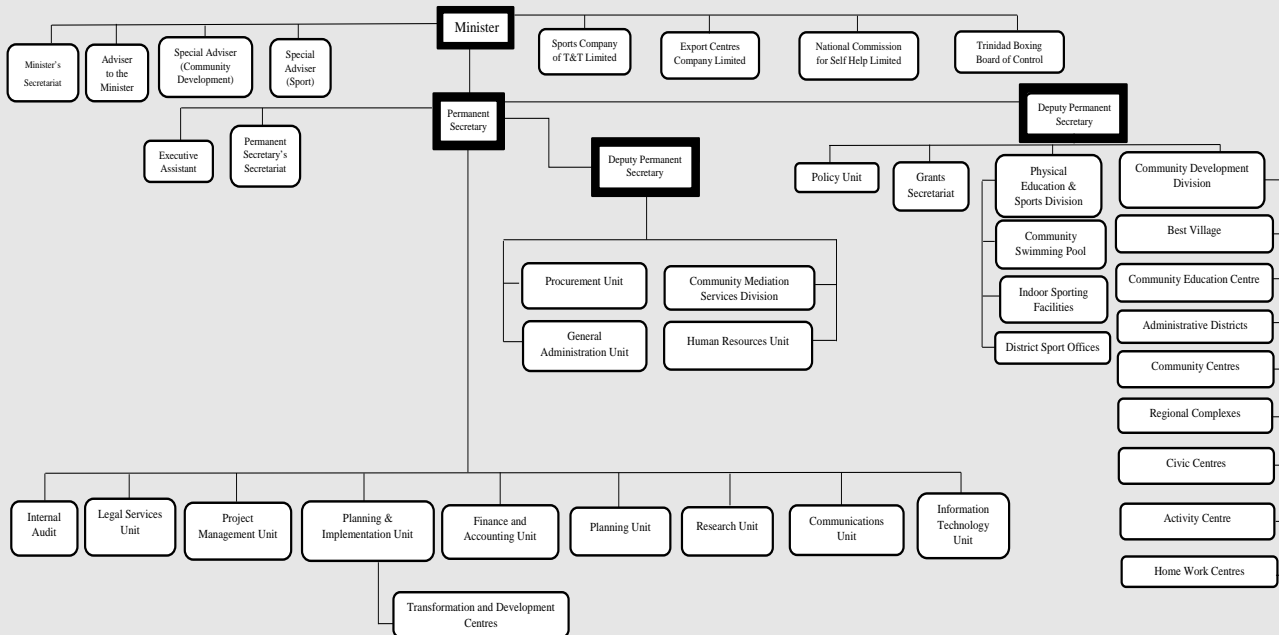 Minister
Minister's
Secretariat
Adviser
to the
Minister
Special Adviser
(Community
Development)
Special
Adviser
(Sport)
Sports Company
of T&T Limited
Export Centres
Company Limited
National Commission
for Self Help Limited
Trinidad Boxing
Board of Control
Permanent
Secretary
Executive
Assistant
Permanent
Secretary's
Secretariat
Deputy Permanent
Secretary
Deputy Permanent
Secretary
Procurement Unit
Community Mediation
Services Division
General
Administration Unit
Human Resources Unit
Policy Unit
Grants
Secretariat
Physical
Education &
Sports Division
Community
Swimming Pool
Indoor Sporting
Facilities
District Sport Offices
Community Development
Division
Best Village
Community Education Centre
Administrative Districts
Community Centres
Regional Complexes
Civic Centres
Activity Centre
Home Work Centres
Internal
Audit
Legal Services
Unit
Project
Management Unit
Planning &
Implementation Unit
Finance and
Accounting Unit
Planning Unit
Research Unit
Communications
Unit
Information
Technology
Unit
Transformation and Development
Centres